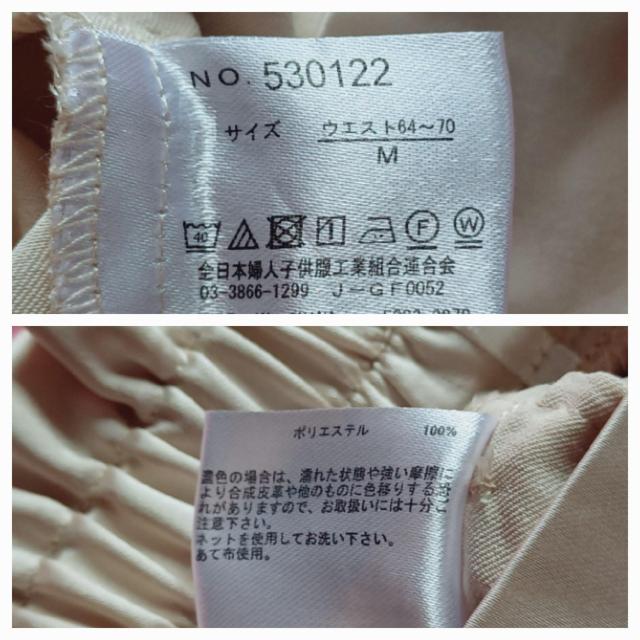 NO. 530122
サイズ ウエスト64～70
M
40 1 F W
全日本婦人子供服工業組合連合会
03-3866-1299 J-GF0052
ポリエステル 100%
濃色の場合は、濡れた状態や強い摩擦に
より合成皮革や他のものに色移りする恐
れがありますので、お取扱いには十分ご
注意下さい。
ネットを使用してお洗い下さい。
あて布使用。